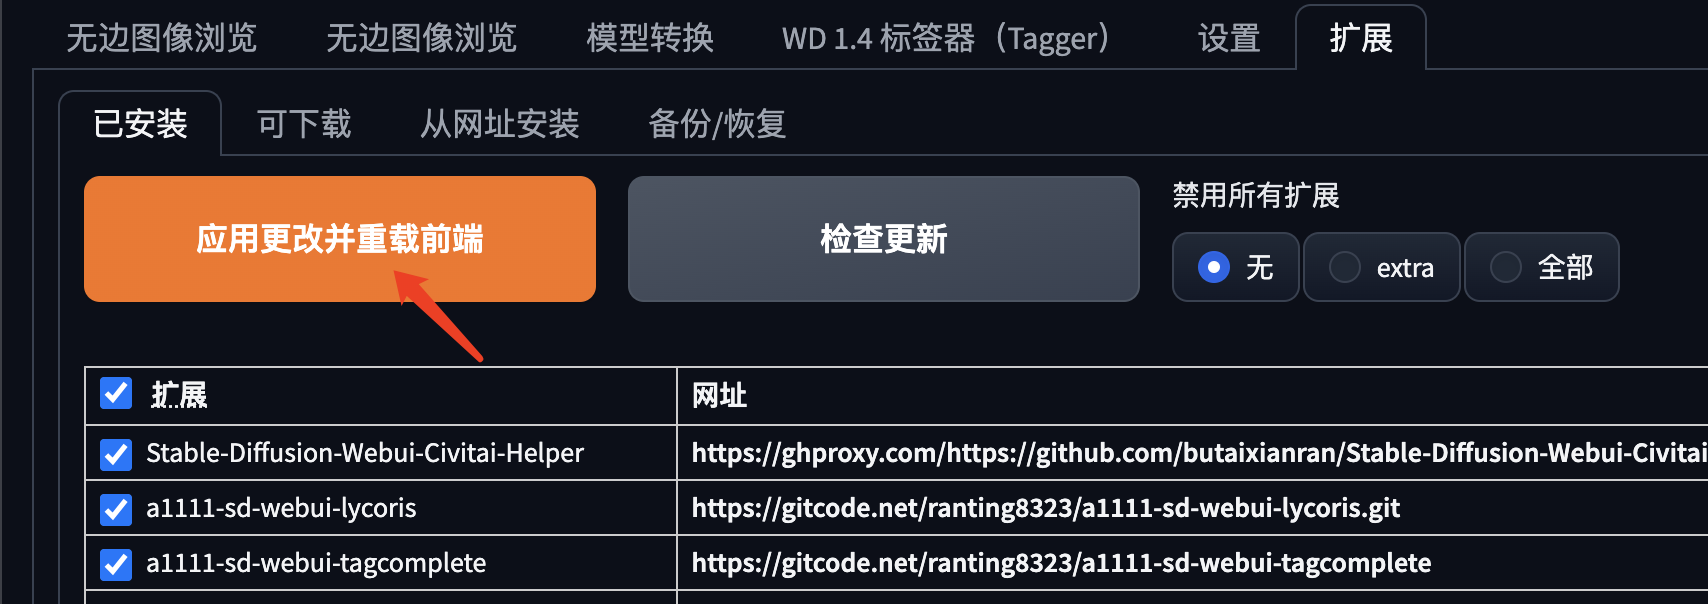 无边图像浏览 无边图像浏览 模型转换 WD 1.4 标签器（Tagger） 设置 扩展
已安装 可下载 从网址安装 备份/恢复
应用更改并重载前端 检查更新
禁用所有扩展
无 extra 全部
扩展 网址
Stable-Diffusion-Webui-Civitai-Helper https://ghproxy.com/https://github.com/butaixianran/Stable-Diffusion-Webui-Civitai
a1111-sd-webui-lycoris https://gitcode.net/ranting8323/a1111-sd-webui-lycoris.git
a1111-sd-webui-tagcomplete https://gitcode.net/ranting8323/a1111-sd-webui-tagcomplete